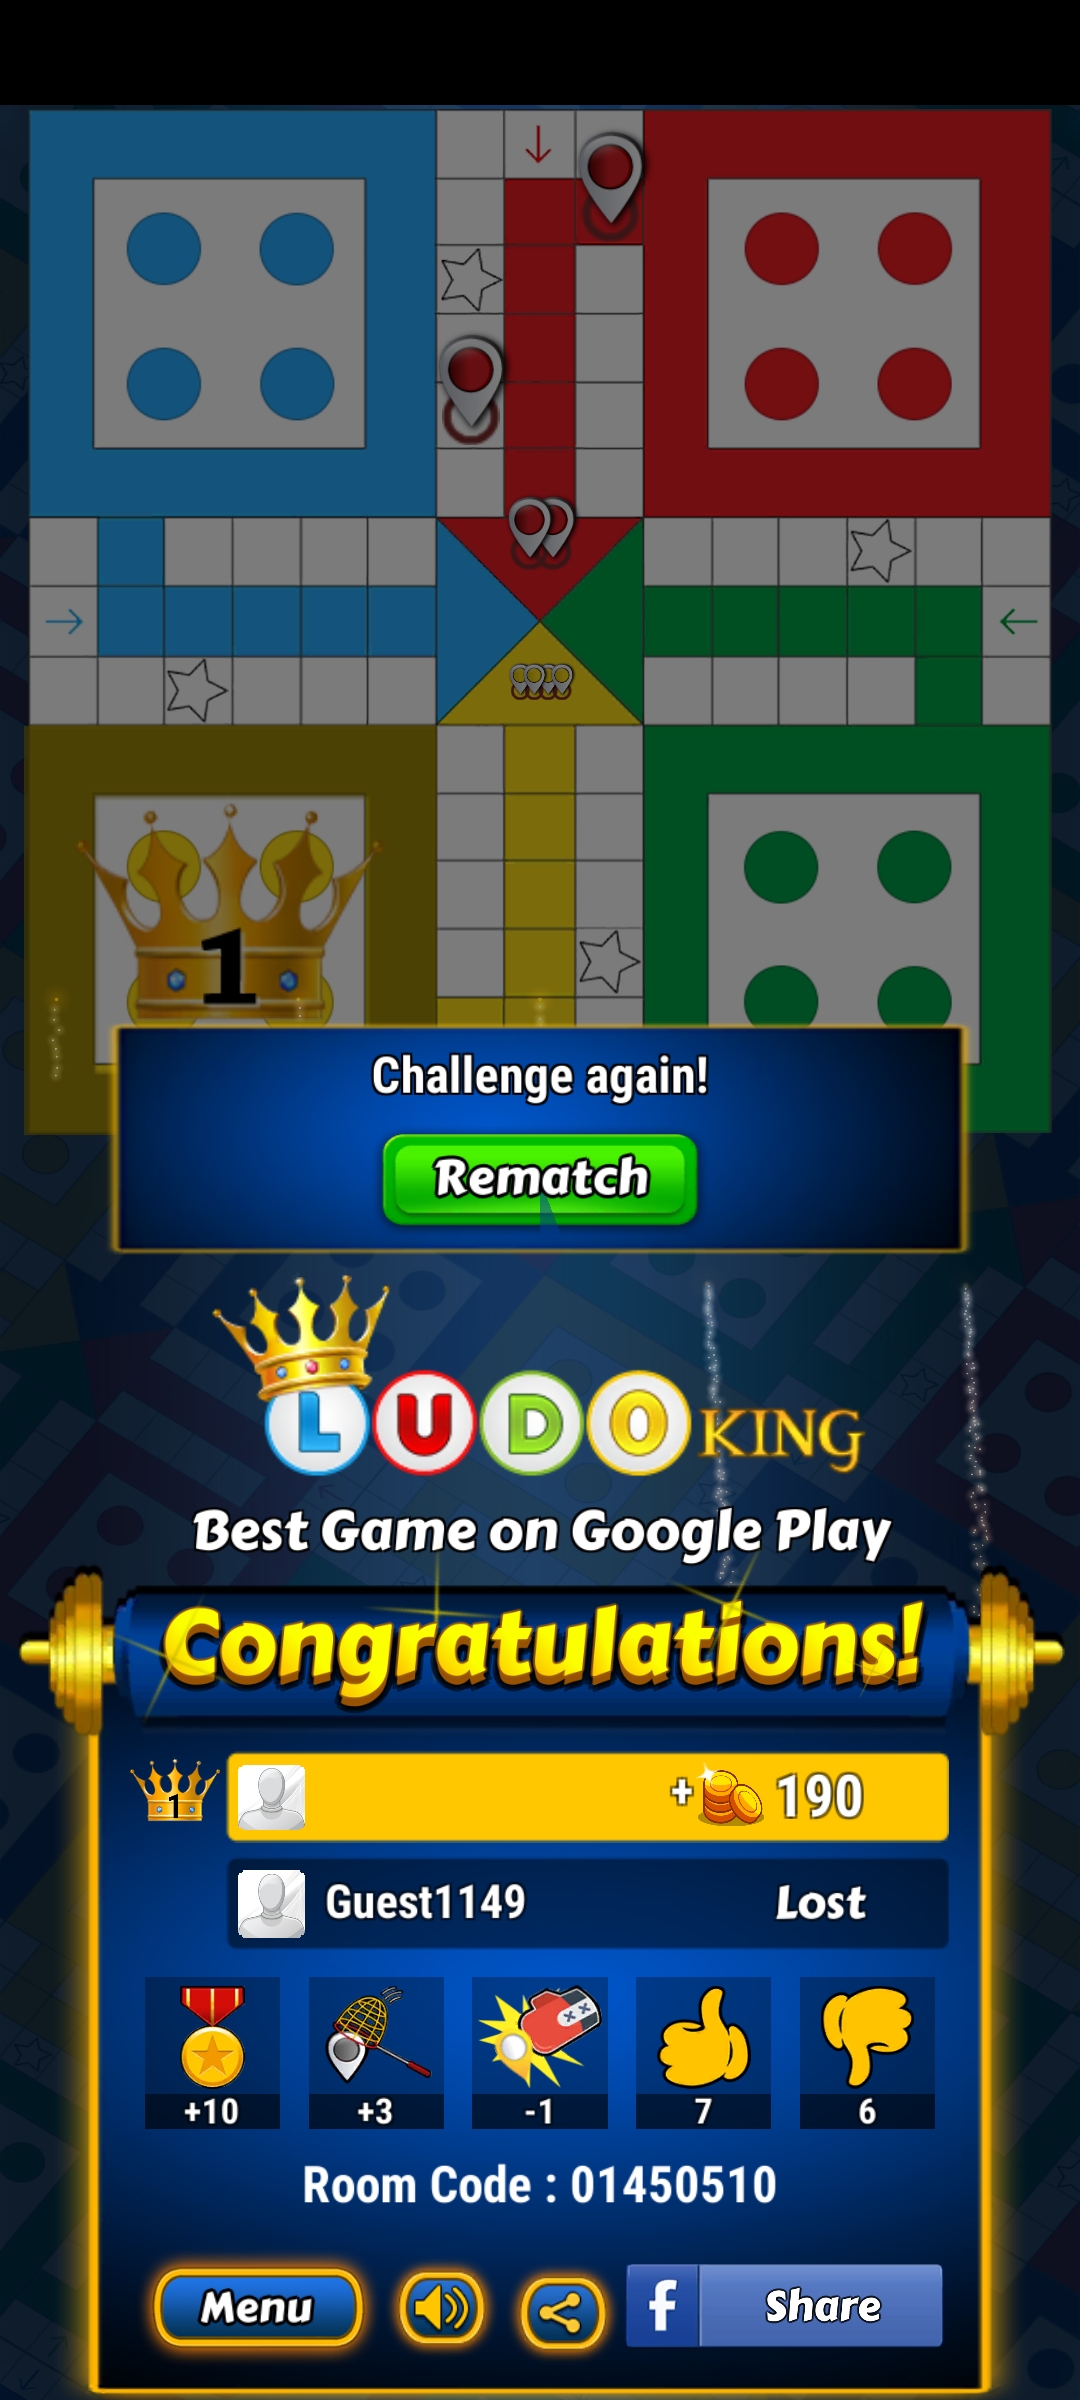 1
Challenge again!
Rematch
LUDO KING
Best Game on Google Play
Congratulations!
1 + 190
Guest1149 Lost
+10 +3 -1 7 6
Room Code : 01450510
Menu f Share